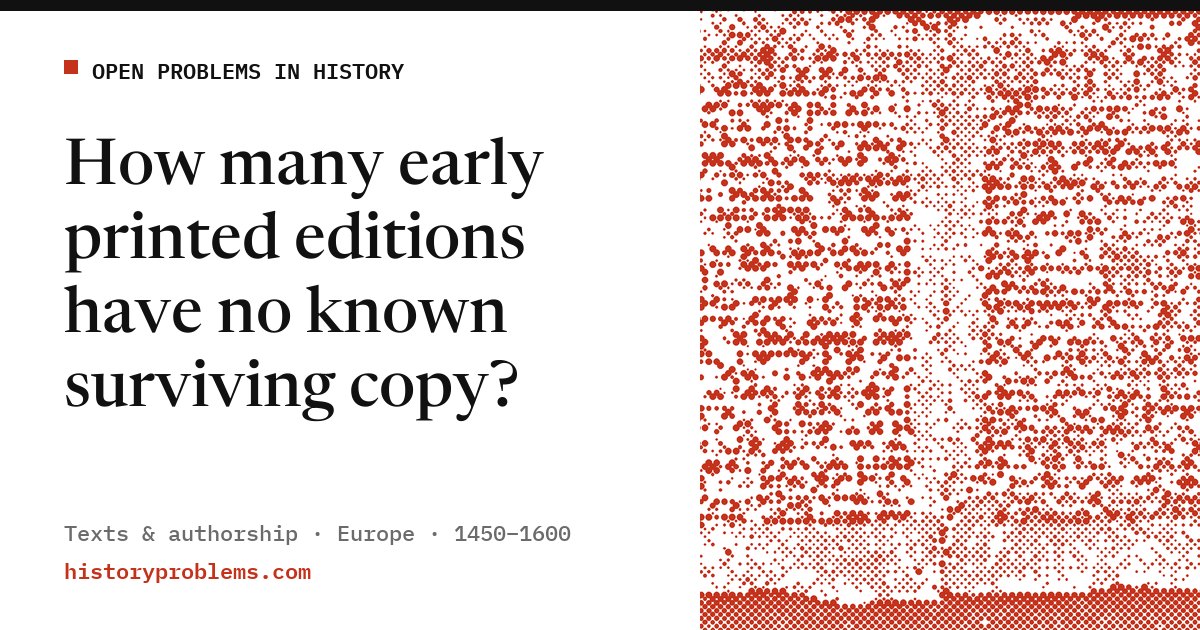 OPEN PROBLEMS IN HISTORY
How many early
printed editions
have no known
surviving copy?
Texts & authorship · Europe · 1450–1600
historyproblems.com